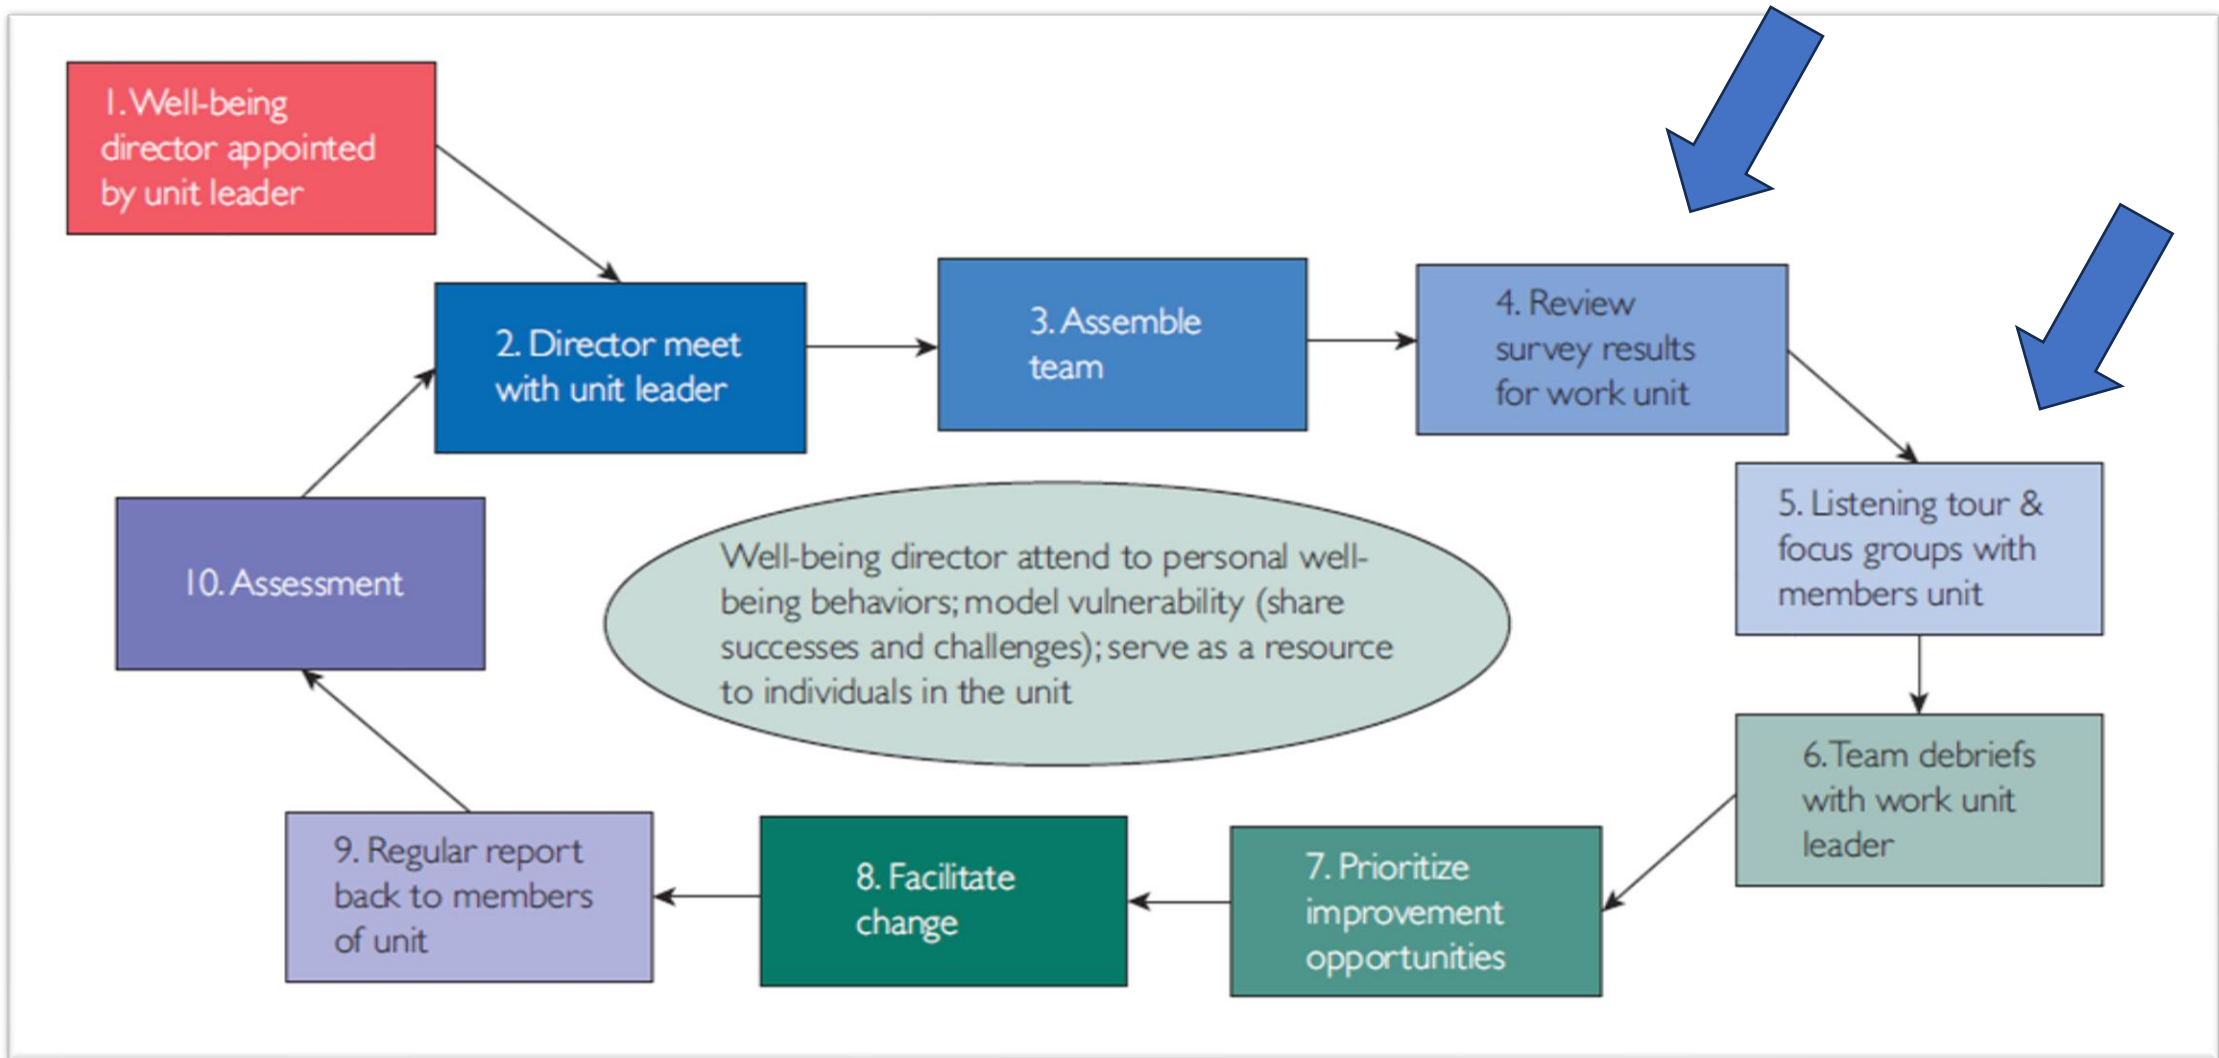 1. Well-being
director appointed
by unit leader
2. Director meet
with unit leader
3. Assemble
team
4. Review
survey results
for work unit
5. Listening tour &
focus groups with
members unit
6. Team debriefs
with work unit
leader
7. Prioritize
improvement
opportunities
8. Facilitate
change
9. Regular report
back to members
of unit
10. Assessment
Well-being director attend to personal well-
being behaviors; model vulnerability (share
successes and challenges); serve as a resource
to individuals in the unit